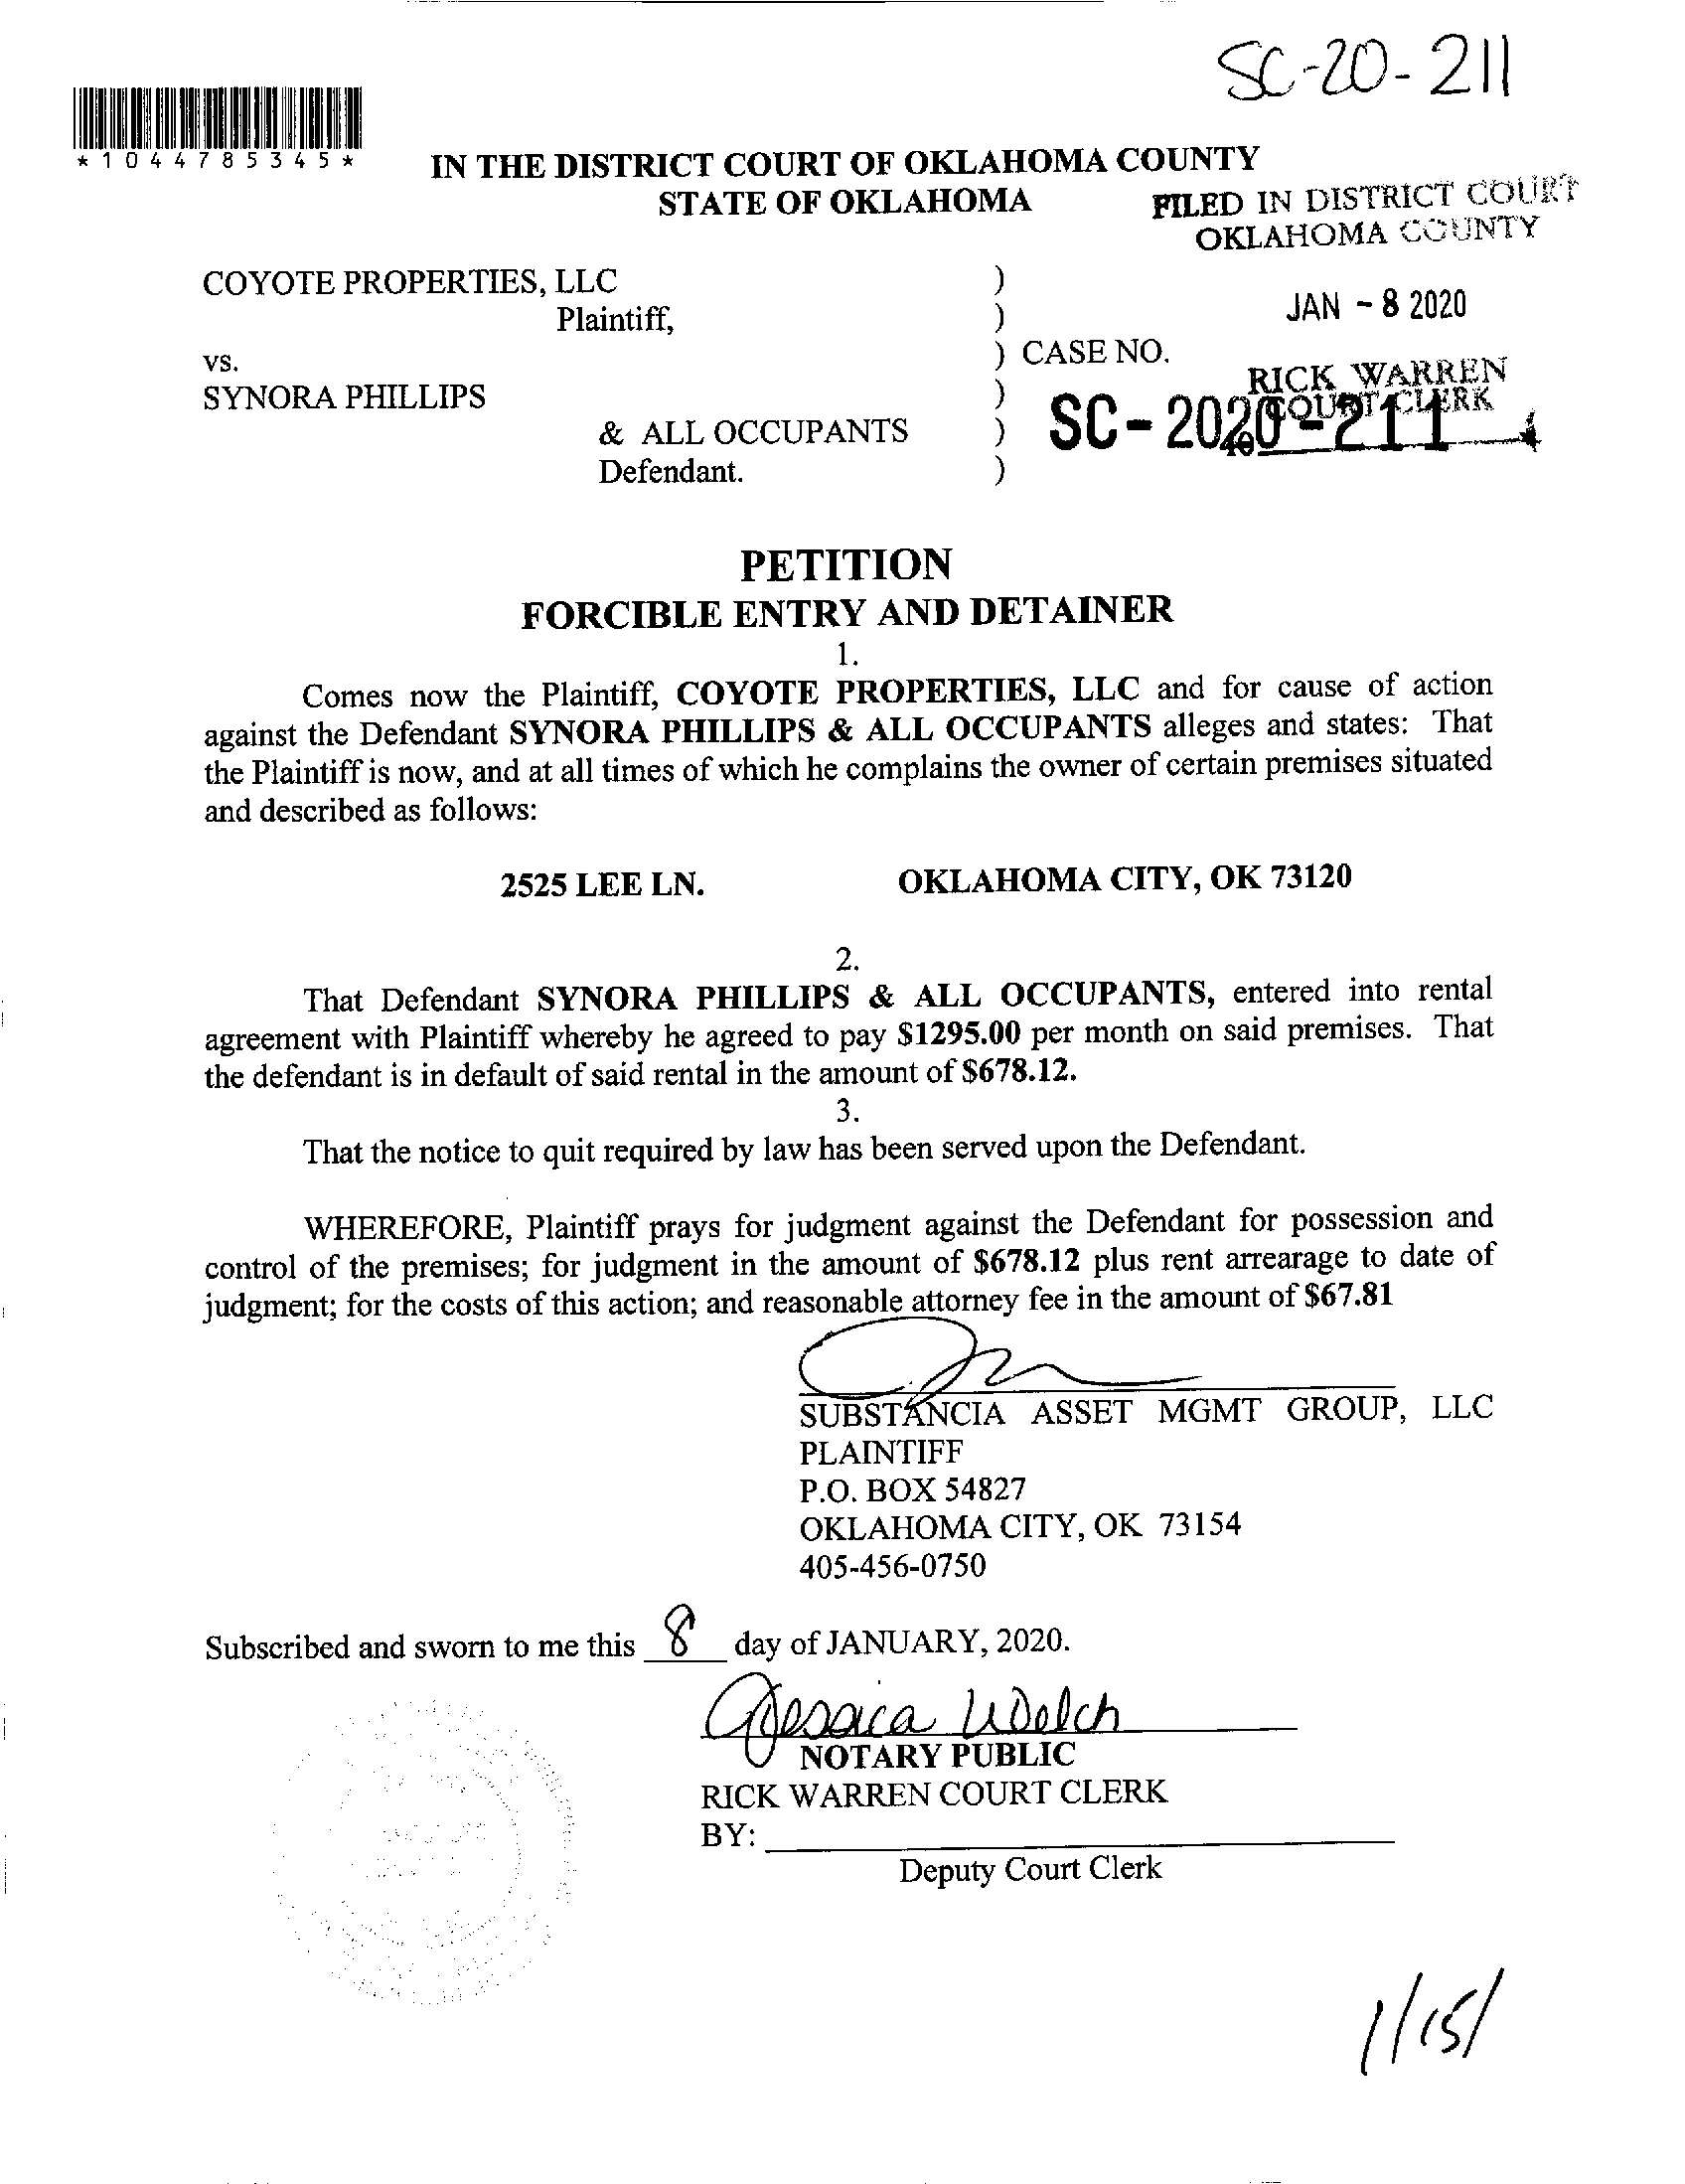 SC-20-211
*1044785345*
IN THE DISTRICT COURT OF OKLAHOMA COUNTY
STATE OF OKLAHOMA
FILED IN DISTRICT COURT
OKLAHOMA COUNTY
COYOTE PROPERTIES, LLC )
Plaintiff, )
JAN - 8 2020
vs. ) CASE NO.
RICK WARREN
COURT CLERK
SYNORA PHILLIPS )
& ALL OCCUPANTS ) SC - 2020 - 211
40
Defendant. )
PETITION
FORCIBLE ENTRY AND DETAINER
1.
Comes now the Plaintiff, COYOTE PROPERTIES, LLC and for cause of action
against the Defendant SYNORA PHILLIPS & ALL OCCUPANTS alleges and states: That
the Plaintiff is now, and at all times of which he complains the owner of certain premises situated
and described as follows:
2525 LEE LN. OKLAHOMA CITY, OK 73120
2.
That Defendant SYNORA PHILLIPS & ALL OCCUPANTS, entered into rental
agreement with Plaintiff whereby he agreed to pay $1295.00 per month on said premises. That
the defendant is in default of said rental in the amount of $678.12.
3.
That the notice to quit required by law has been served upon the Defendant.
WHEREFORE, Plaintiff prays for judgment against the Defendant for possession and
control of the premises; for judgment in the amount of $678.12 plus rent arrearage to date of
judgment; for the costs of this action; and reasonable attorney fee in the amount of $67.81
SUBSTANCIA ASSET MGMT GROUP, LLC
PLAINTIFF
P.O. BOX 54827
OKLAHOMA CITY, OK 73154
405-456-0750
Subscribed and sworn to me this 8 day of JANUARY, 2020.
Jessica Welch
NOTARY PUBLIC
RICK WARREN COURT CLERK
BY:
Deputy Court Clerk
1/15/